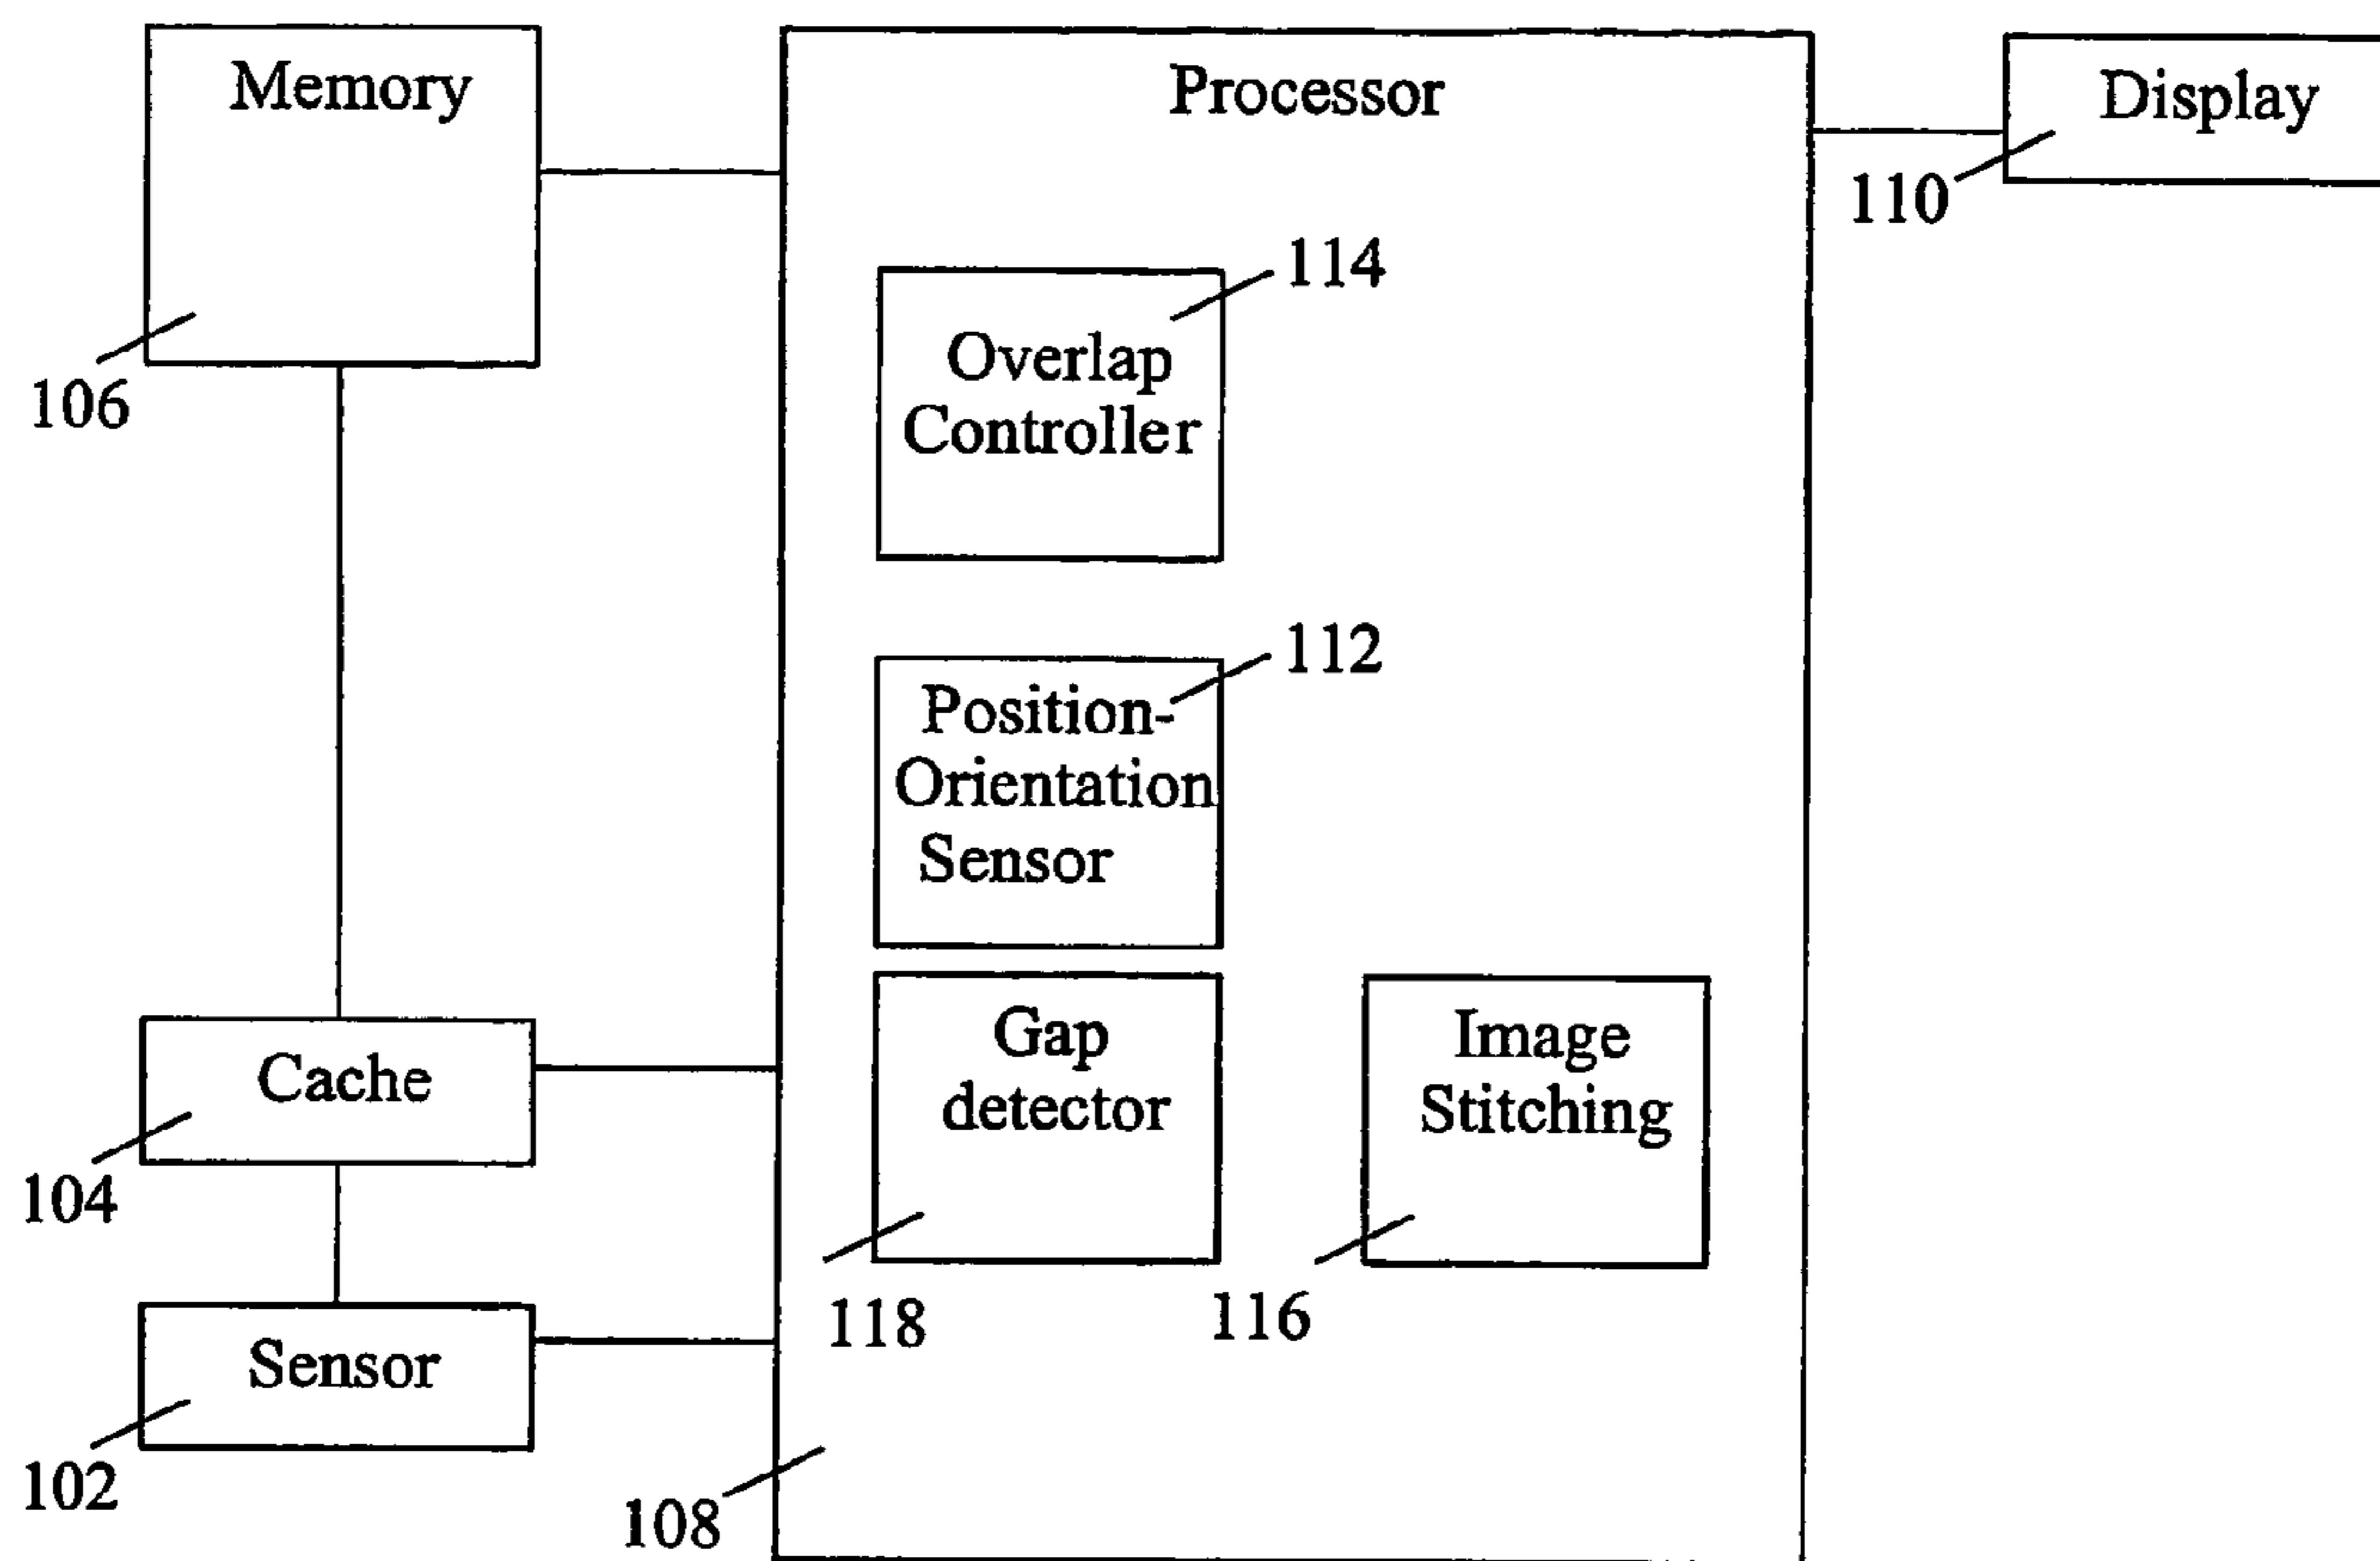 Memory
Processor
Display
110
114
106
Overlap
Controller
112
Position-
Orientation
Sensor
Gap
detector
Image
Stitching
Cache
104
118
116
Sensor
102
108